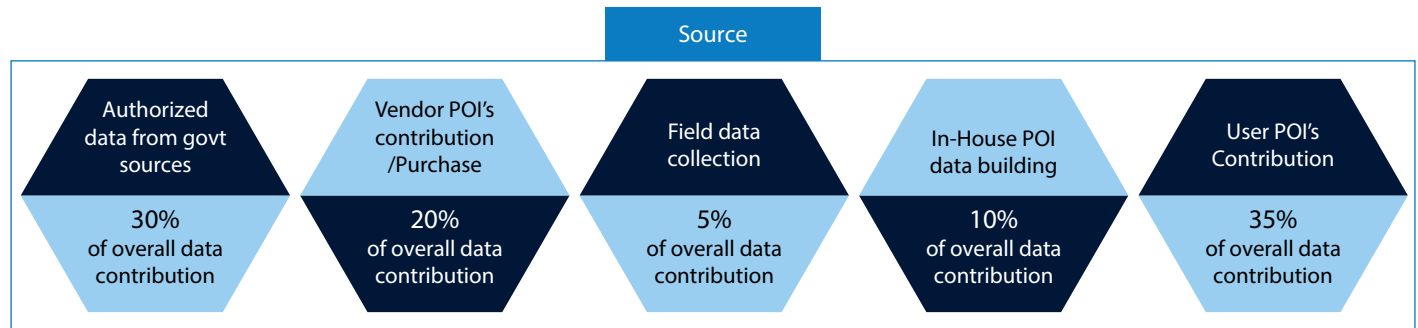 Source
Authorized
data from govt
sources
30%
of overall data
contribution
Vendor POI's
contribution
/Purchase
20%
of overall data
contribution
Field data
collection
5%
of overall data
contribution
In-House POI
data building
10%
of overall data
contribution
User POI's
Contribution
35%
of overall data
contribution